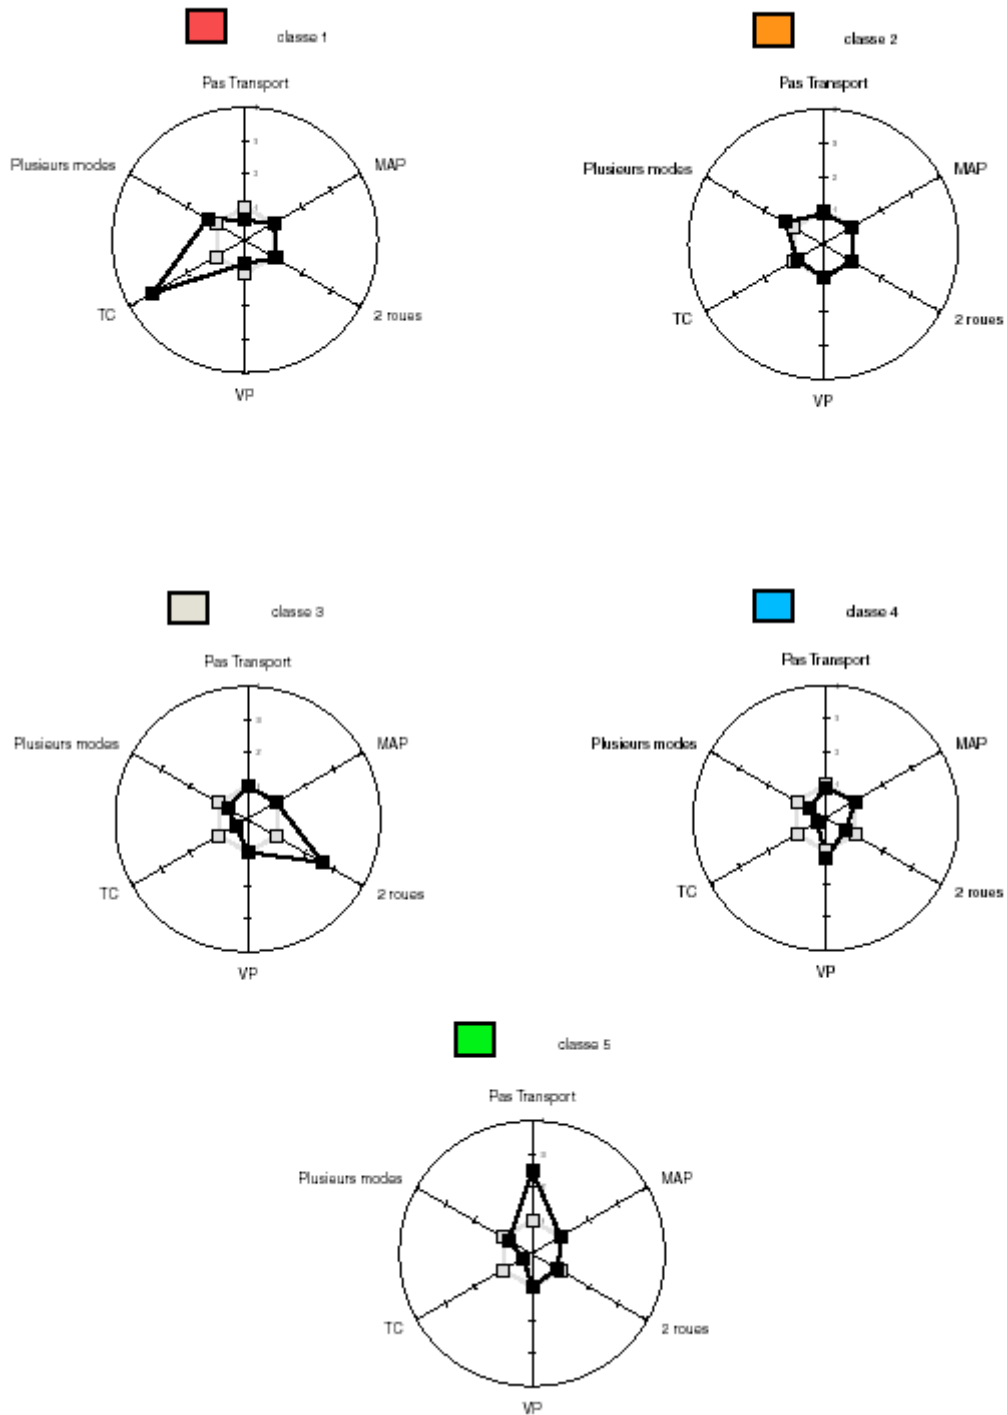 classe 1
classe 2
Pas Transport
Pas Transport
Plusieurs modes
MAP
Plusieurs modes
MAP
TC
2 roues
TC
2 roues
VP
VP
classe 3
classe 4
Pas Transport
Pas Transport
Plusieurs modes
MAP
Plusieurs modes
MAP
TC
2 roues
TC
2 roues
VP
VP
classe 5
Pas Transport
Plusieurs modes
MAP
TC
2 roues
VP